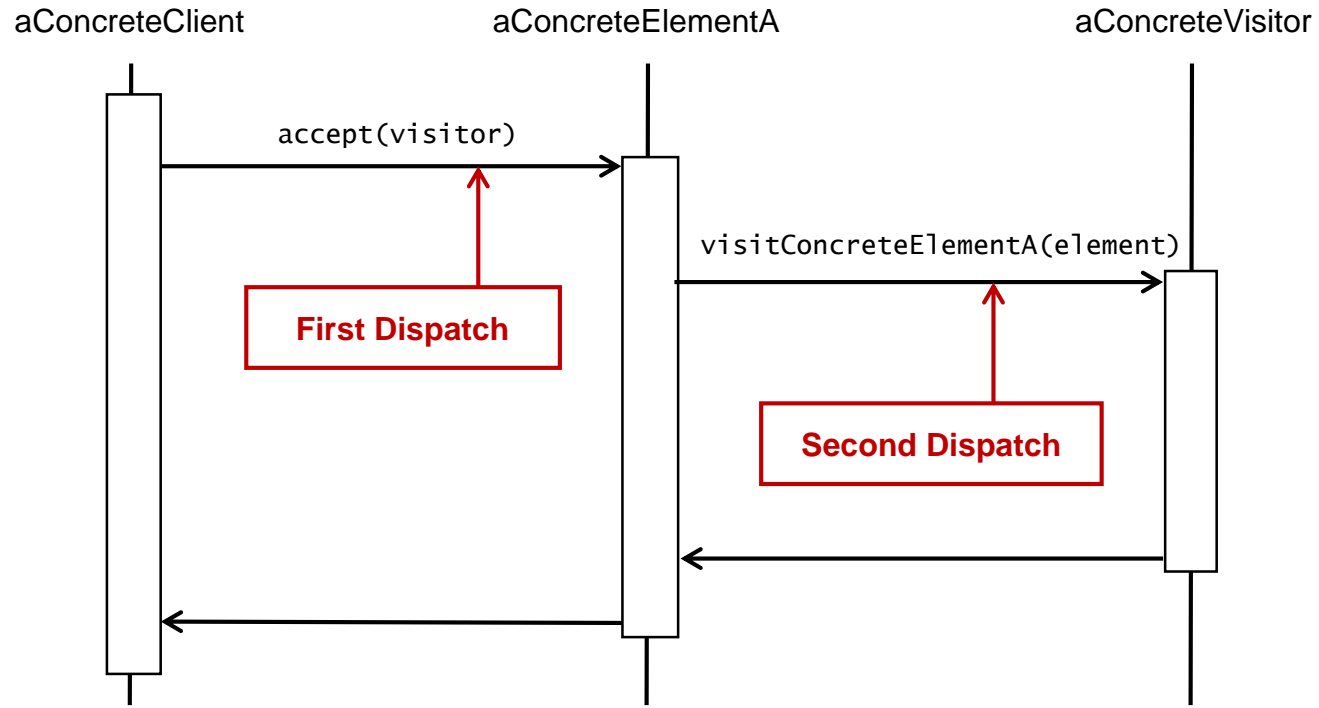 aConcreteClient
aConcreteElementA
aConcreteVisitor
accept(visitor)
visitConcreteElementA(element)
First Dispatch
Second Dispatch